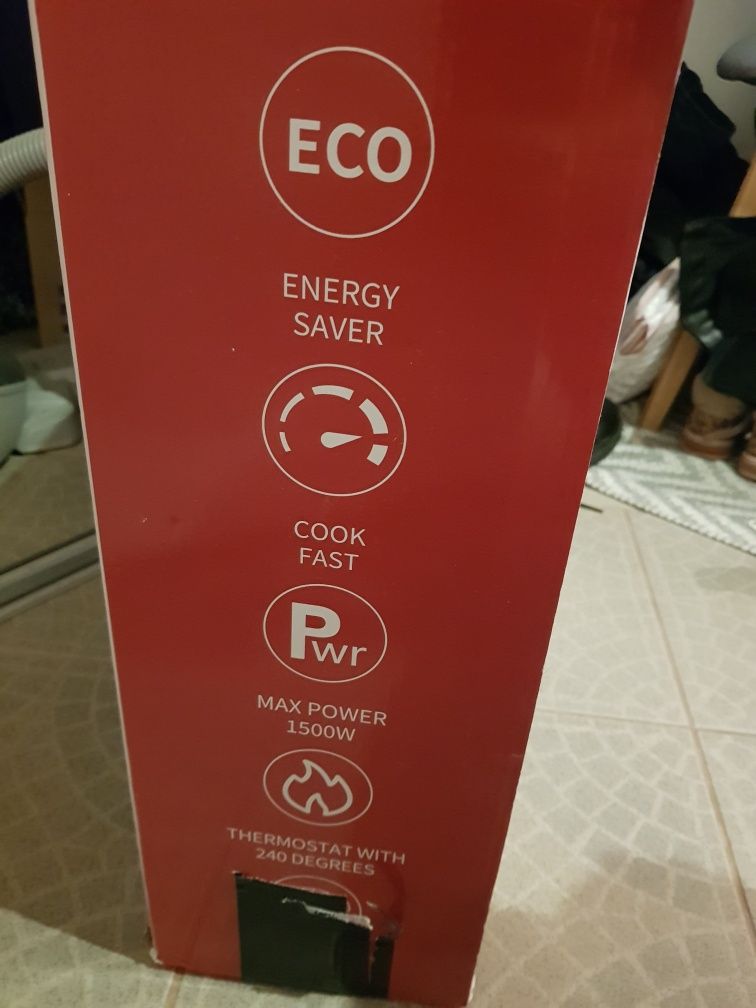 ECO
ENERGY
SAVER
COOK
FAST
Pwr
MAX POWER
1500W
THERMOSTAT WITH
240 DEGREES